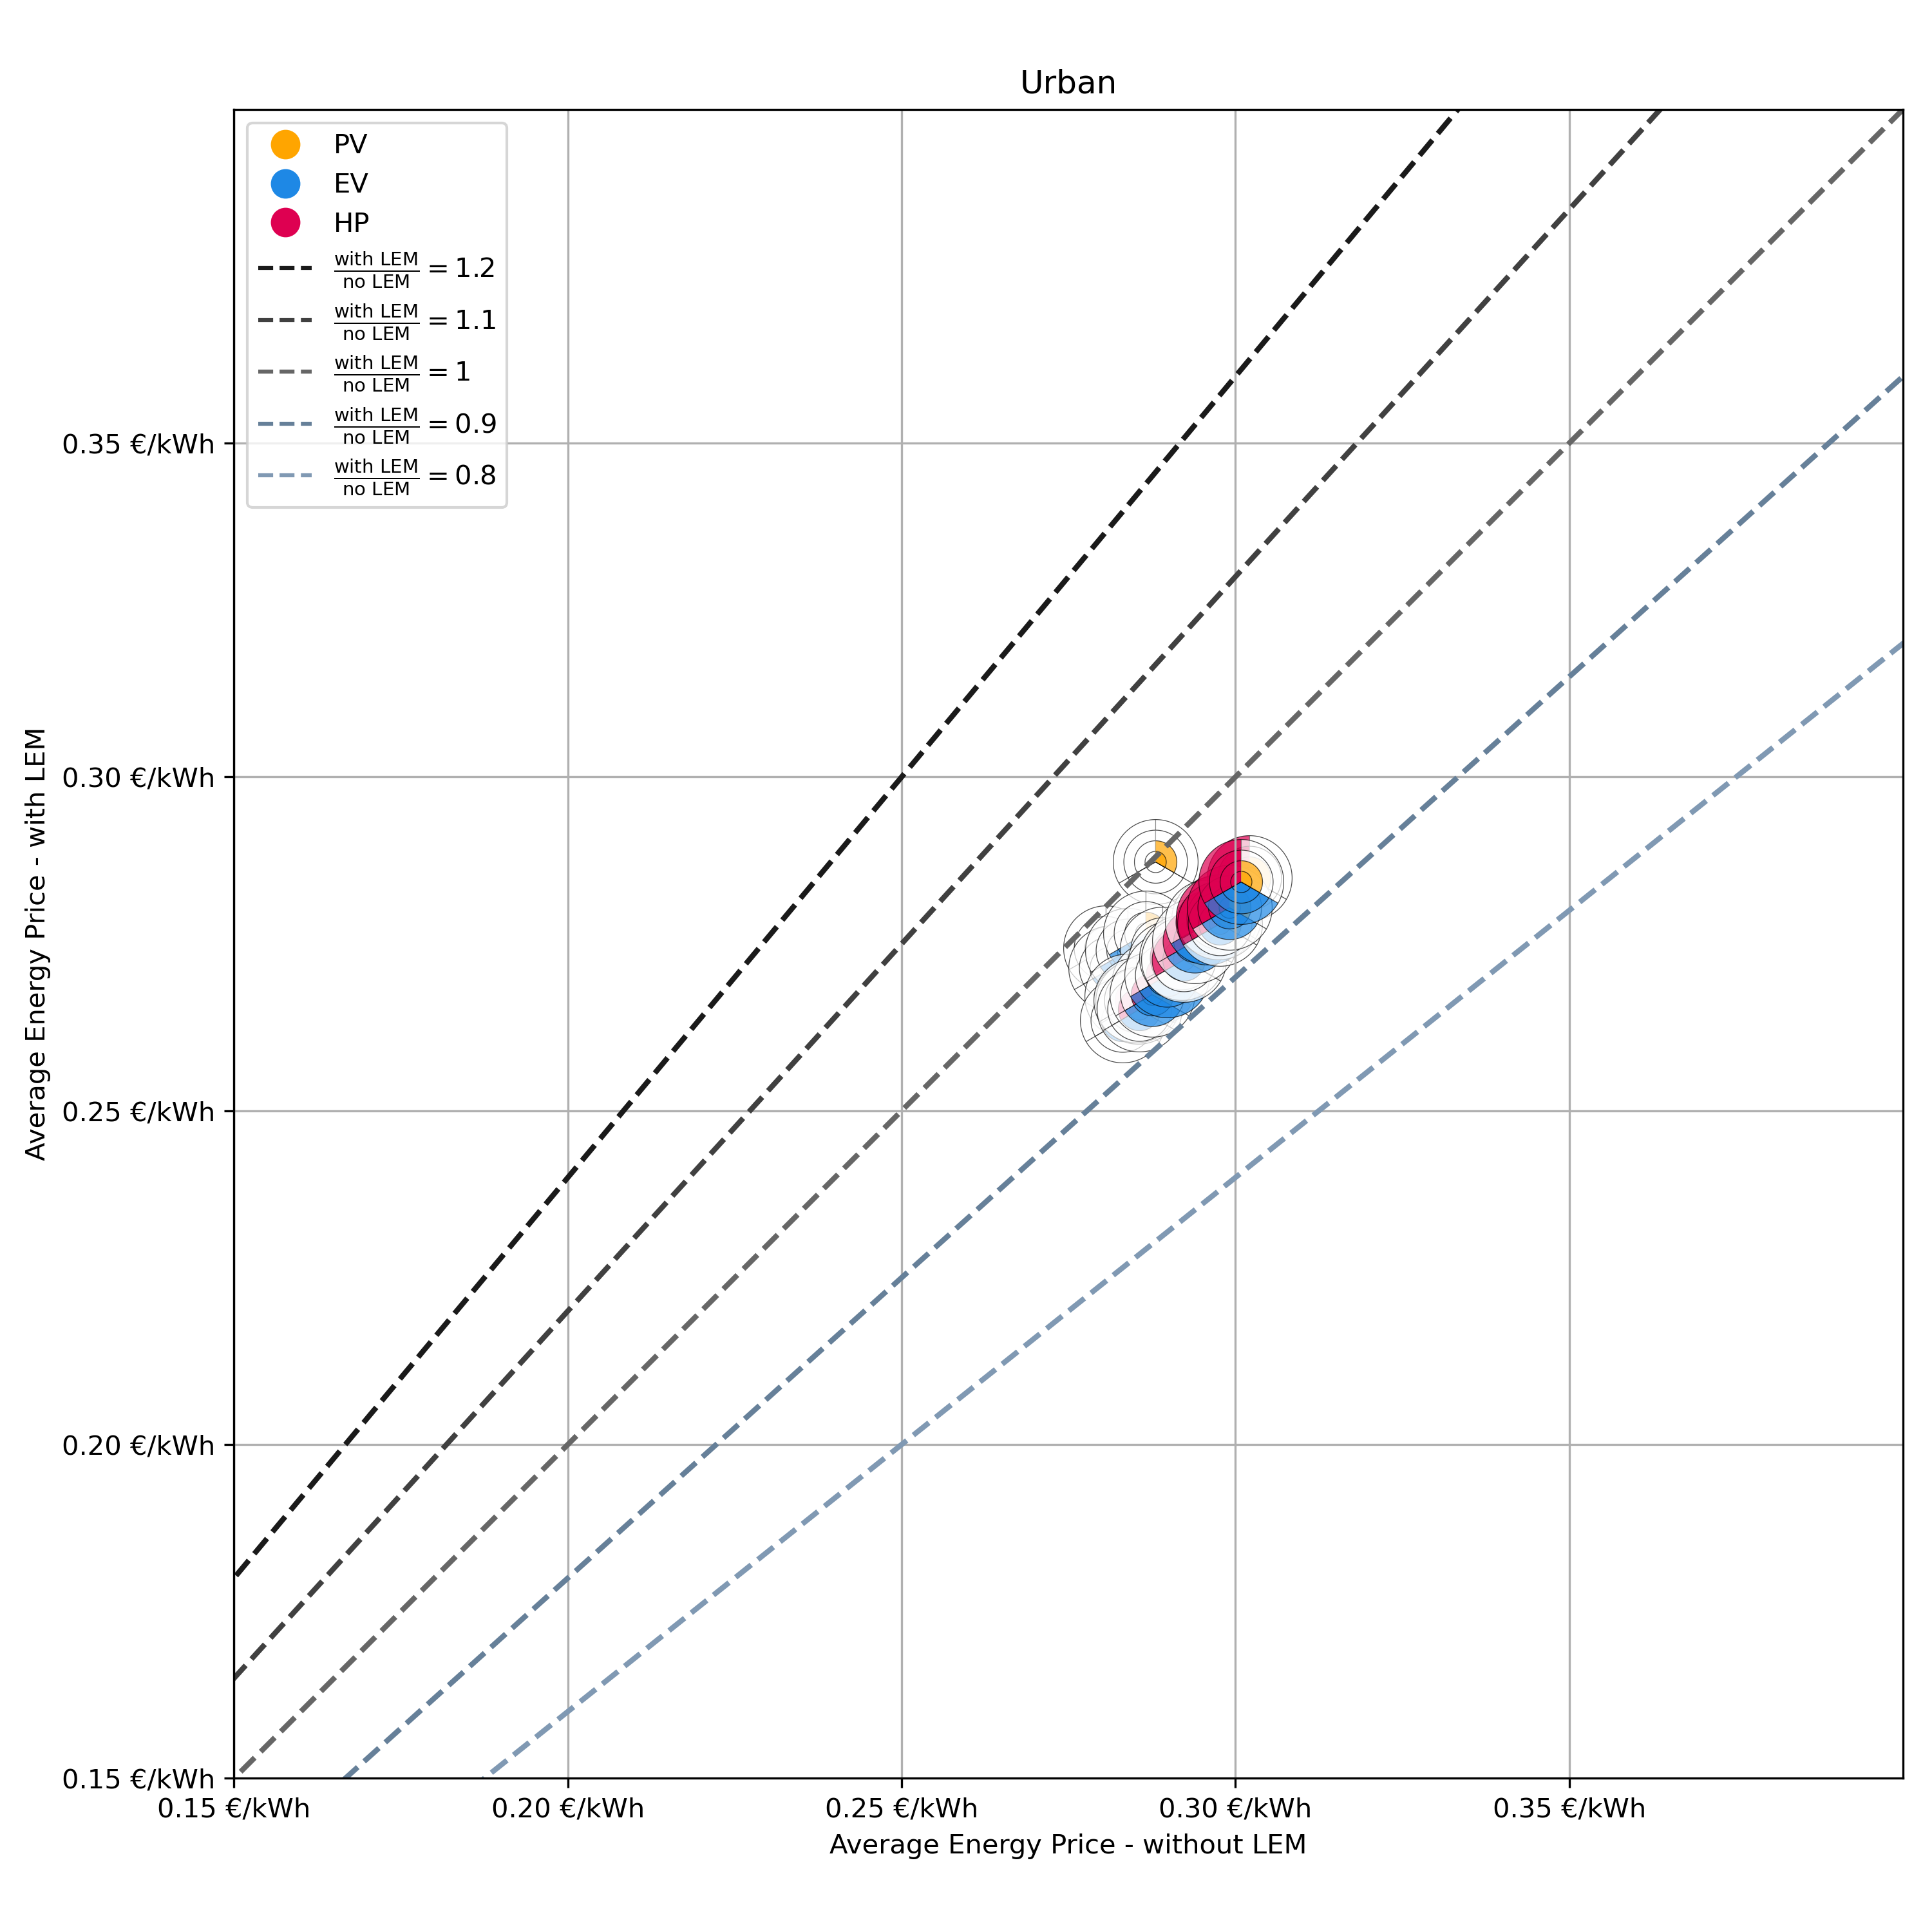 Urban
PV
EV
HP
with LEM
no LEM = 1.2
with LEM
no LEM = 1.1
with LEM
no LEM = 1
with LEM
no LEM = 0.9
with LEM
no LEM = 0.8
Average Energy Price - with LEM
0.35 €/kWh
0.30 €/kWh
0.25 €/kWh
0.20 €/kWh
0.15 €/kWh
0.15 €/kWh 0.20 €/kWh 0.25 €/kWh 0.30 €/kWh 0.35 €/kWh
Average Energy Price - without LEM